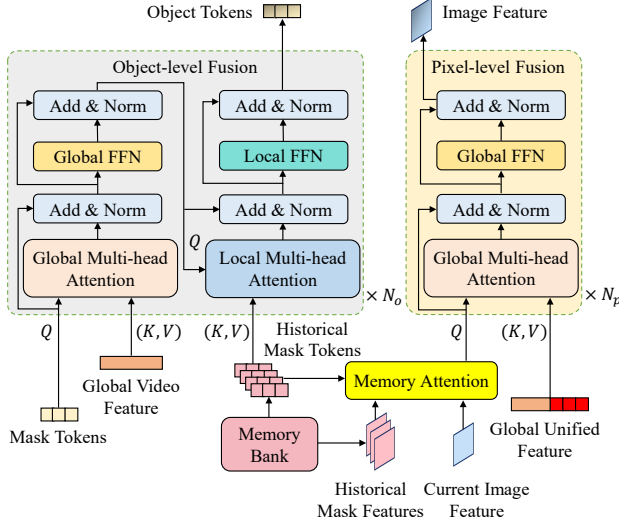 Object Tokens
Image Feature
Object-level Fusion
Pixel-level Fusion
Add & Norm
Add & Norm
Add & Norm
Global FFN
Local FFN
Global FFN
Add & Norm
Add & Norm
Add & Norm
Q
Global Multi-head
Attention
Local Multi-head
Attention
Global Multi-head
Attention
× N_o
× N_p
Q
(K, V)
(K, V)
Q
(K, V)
Historical
Mask Tokens
Global Video
Feature
Memory Attention
Mask Tokens
Memory
Bank
Global Unified
Feature
Historical
Mask Features
Current Image
Feature